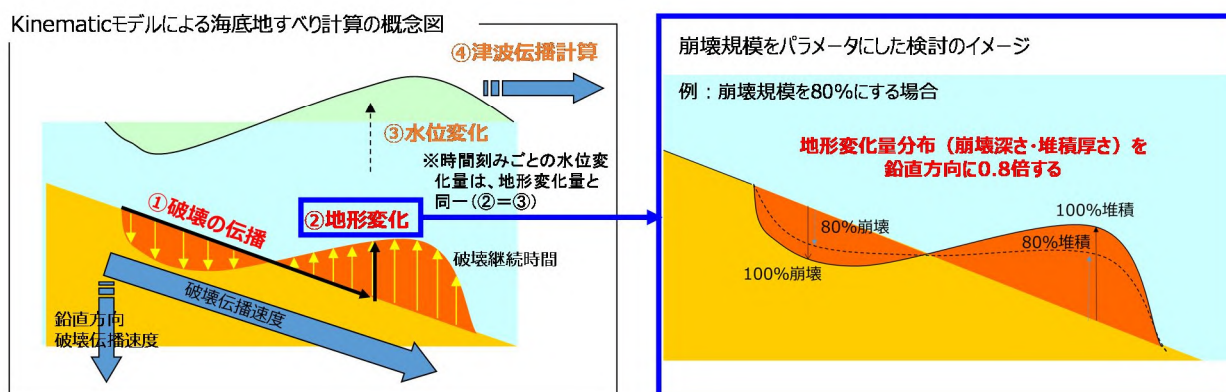 Kinematicモデルによる海底地すべり計算の概念図
④津波伝播計算
③水位変化
※時間刻みごとの水位変
化量は、地形変化量と
同一(②=③)
①破壊の伝播
②地形変化
破壊継続時間
破壊伝播速度
鉛直方向
破壊伝播速度
崩壊規模をパラメータにした検討のイメージ
例：崩壊規模を80%にする場合
地形変化量分布（崩壊深さ・堆積厚さ）を
鉛直方向に0.8倍する
100%堆積
80%崩壊
80%堆積
100%崩壊